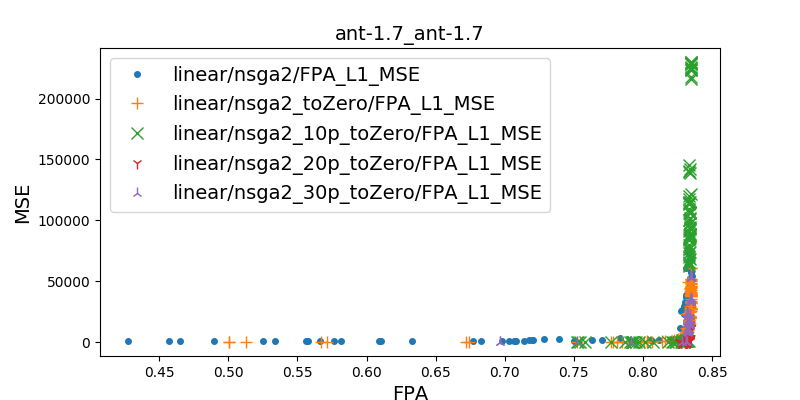 ant-1.7_ant-1.7
linear/nsga2/FPA_L1_MSE
linear/nsga2_toZero/FPA_L1_MSE
linear/nsga2_10p_toZero/FPA_L1_MSE
linear/nsga2_20p_toZero/FPA_L1_MSE
linear/nsga2_30p_toZero/FPA_L1_MSE
MSE
200000
150000
100000
50000
0
0.45 0.50 0.55 0.60 0.65 0.70 0.75 0.80 0.85
FPA